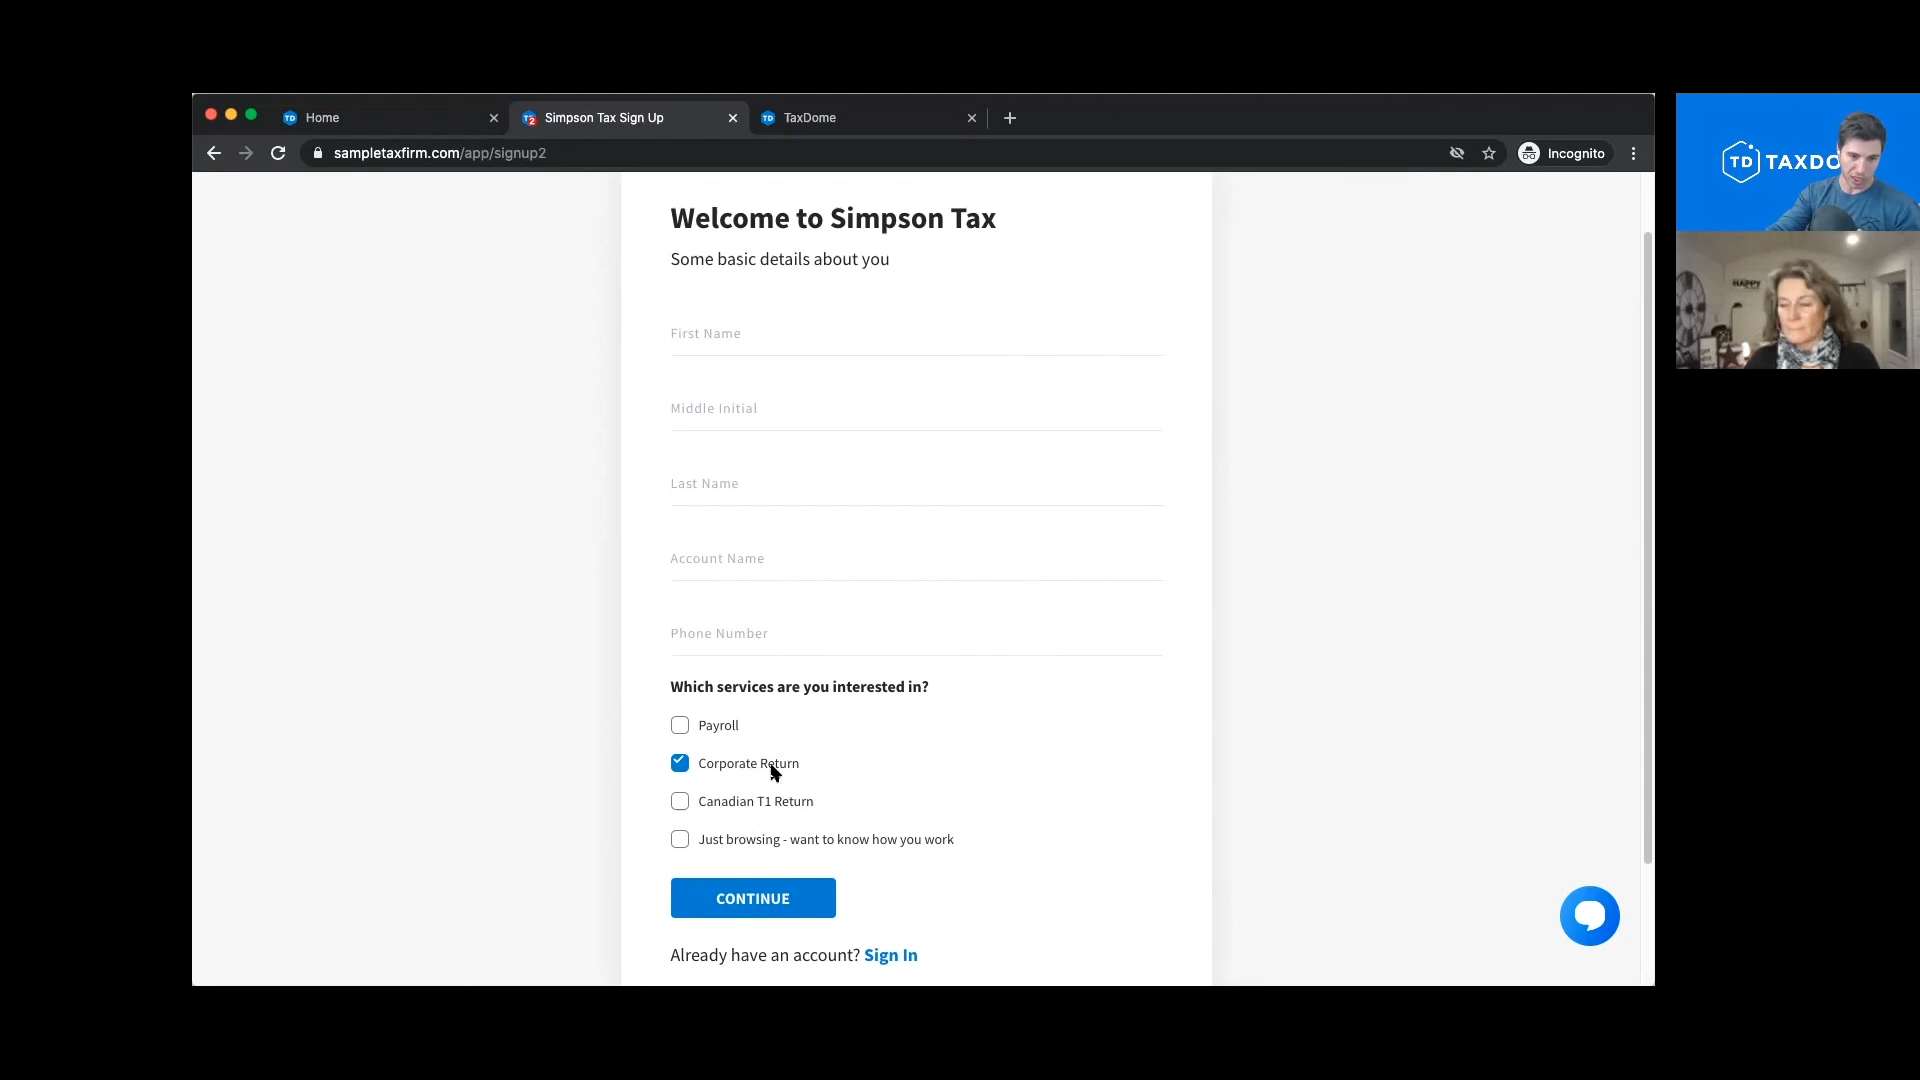 Home
Simpson Tax Sign Up
TaxDome
sampletaxfirm.com/app/signup2
Incognito
Welcome to Simpson Tax
Some basic details about you
First Name
Middle Initial
Last Name
Account Name
Phone Number
Which services are you interested in?
Payroll
Corporate Return
Canadian T1 Return
Just browsing - want to know how you work
CONTINUE
Already have an account? Sign In
TD TAXDO
HAPPY